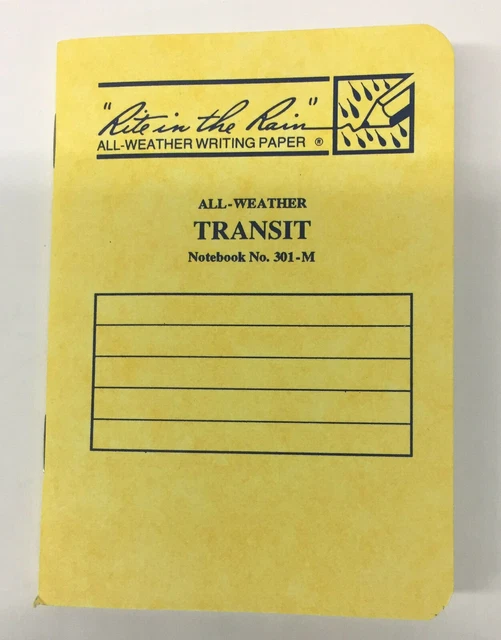 "Rite in the Rain"
ALL-WEATHER WRITING PAPER ®
ALL-WEATHER
TRANSIT
Notebook No. 301-M